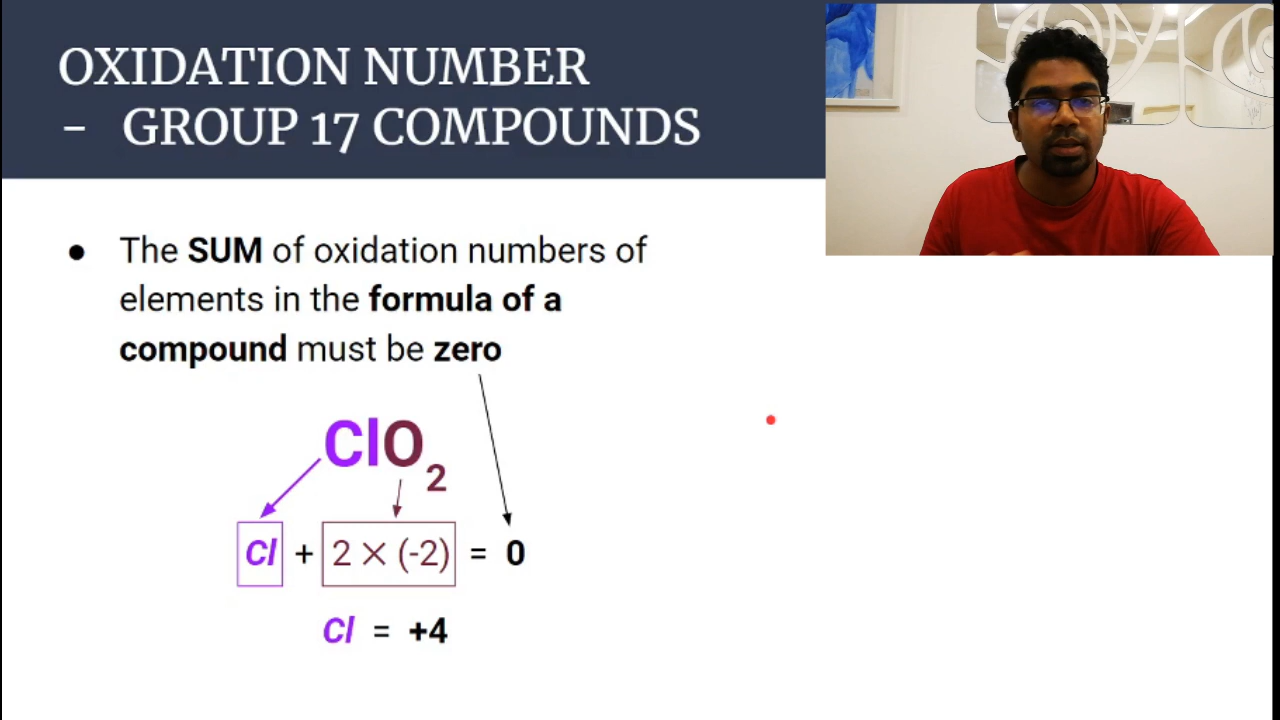 OXIDATION NUMBER
- GROUP 17 COMPOUNDS
● The SUM of oxidation numbers of
elements in the formula of a
compound must be zero
ClO₂
Cl + 2 × (-2) = 0
Cl = +4